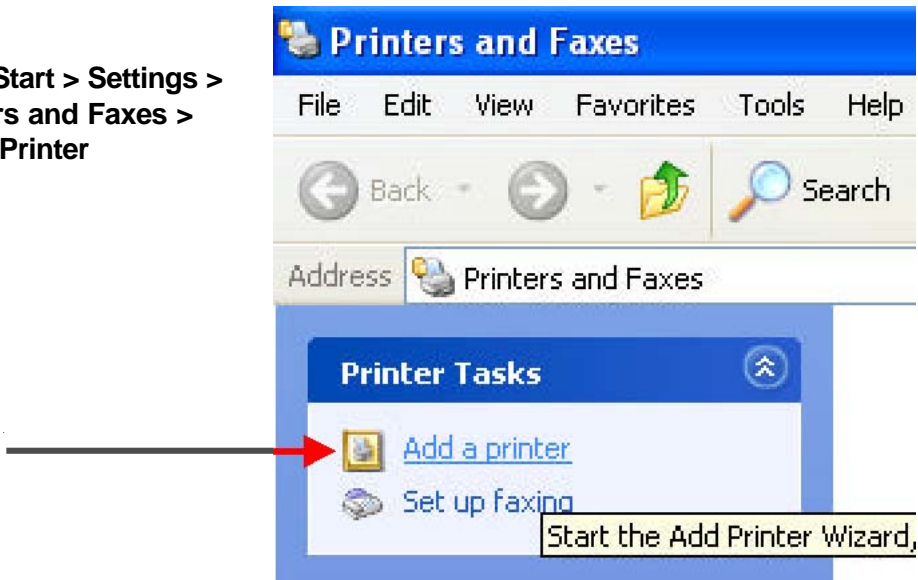 Start > Settings >
rs and Faxes >
Printer
Printers and Faxes
File Edit View Favorites Tools Help
Back Search
Address Printers and Faxes
Printer Tasks
Add a printer
Set up faxing
Start the Add Printer Wizard,